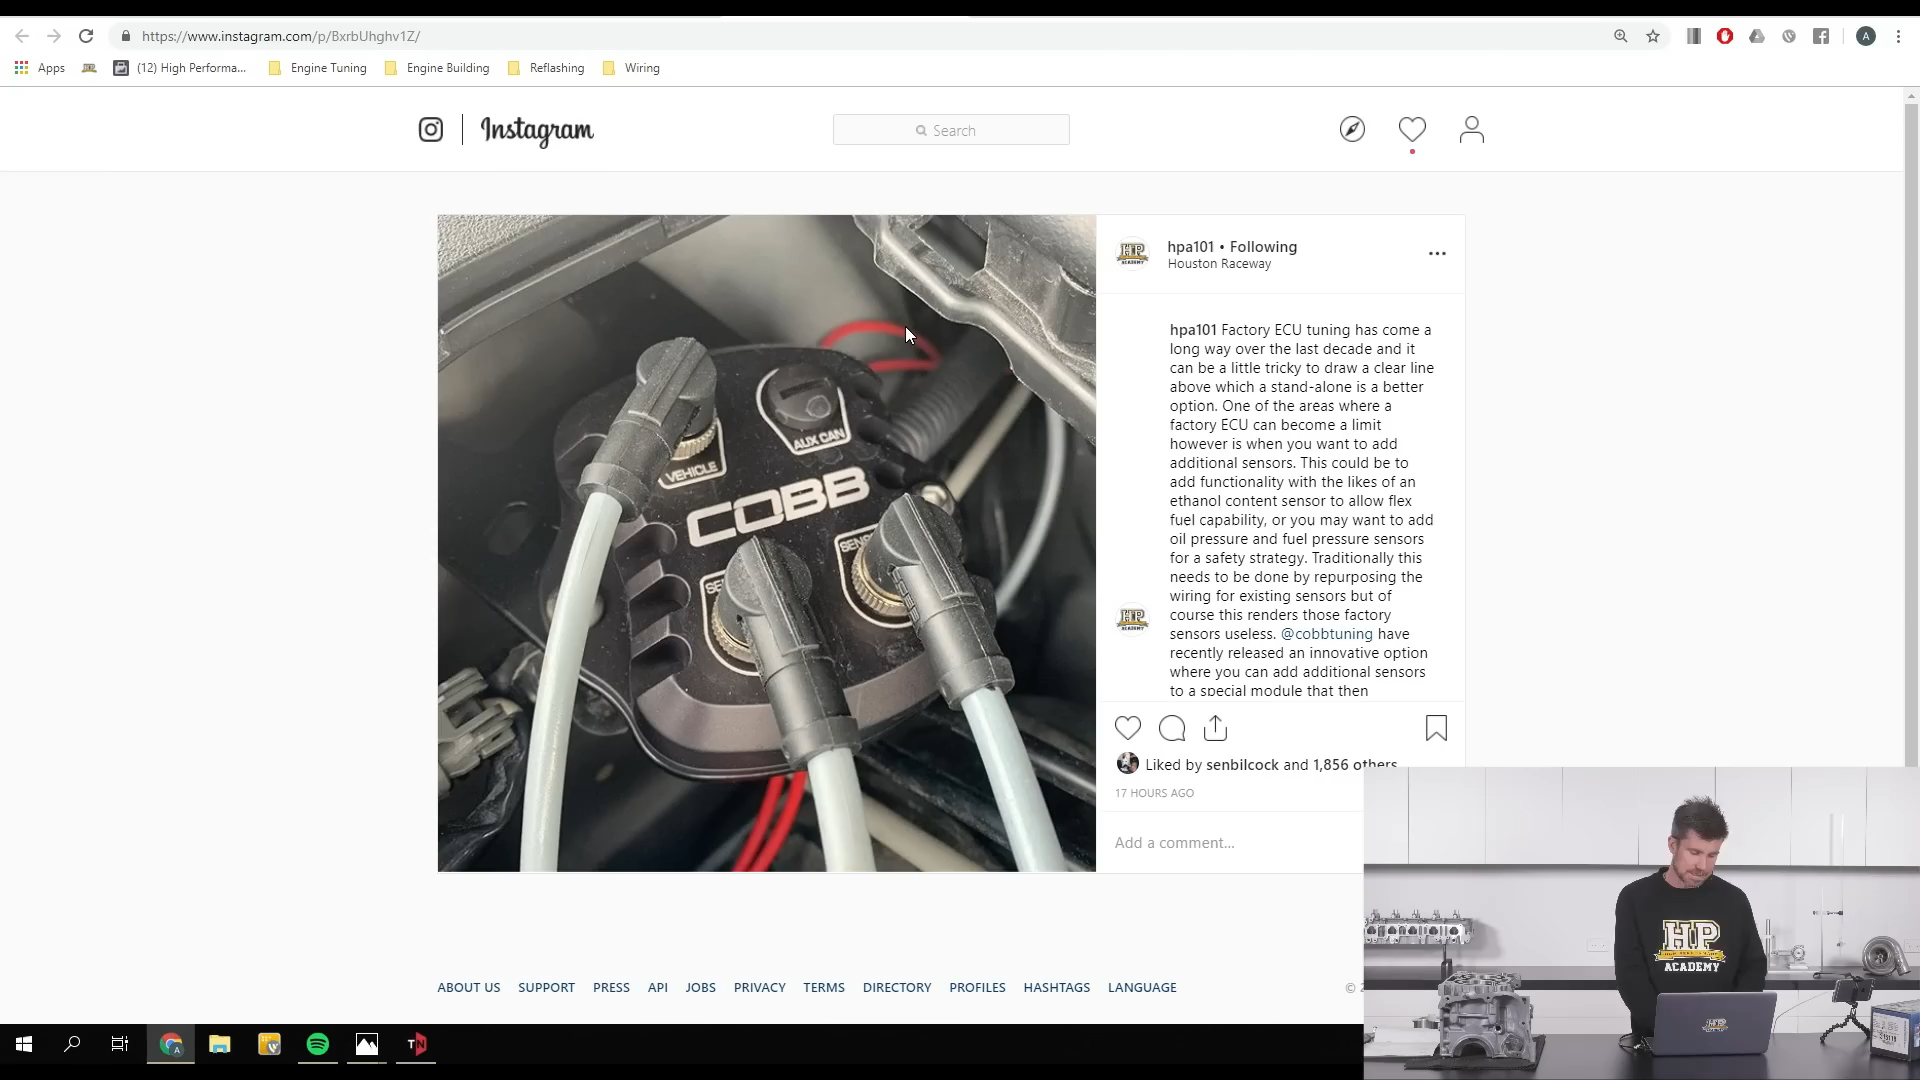 https://www.instagram.com/p/BxrbUhghv1Z/
A
Apps
(12) High Performa...
Engine Tuning
Engine Building
Reflashing
Wiring
Instagram
Search
hpa101 • Following
Houston Raceway
HP
ACADEMY
hpa101 Factory ECU tuning has come a
long way over the last decade and it
can be a little tricky to draw a clear line
above which a stand-alone is a better
option. One of the areas where a
factory ECU can become a limit
however is when you want to add
additional sensors. This could be to
add functionality with the likes of an
ethanol content sensor to allow flex
fuel capability, or you may want to add
oil pressure and fuel pressure sensors
for a safety strategy. Traditionally this
needs to be done by repurposing the
wiring for existing sensors but of
course this renders those factory
sensors useless. @cobbtuning have
recently released an innovative option
where you can add additional sensors
to a special module that then
HP
ACADEMY
VEHICLE
AUX CAN
COBB
SE
SENS
Liked by senbilcock and 1,856 others
17 HOURS AGO
Add a comment...
HP
ACADEMY
ABOUT US
SUPPORT
PRESS
API
JOBS
PRIVACY
TERMS
DIRECTORY
PROFILES
HASHTAGS
LANGUAGE
©